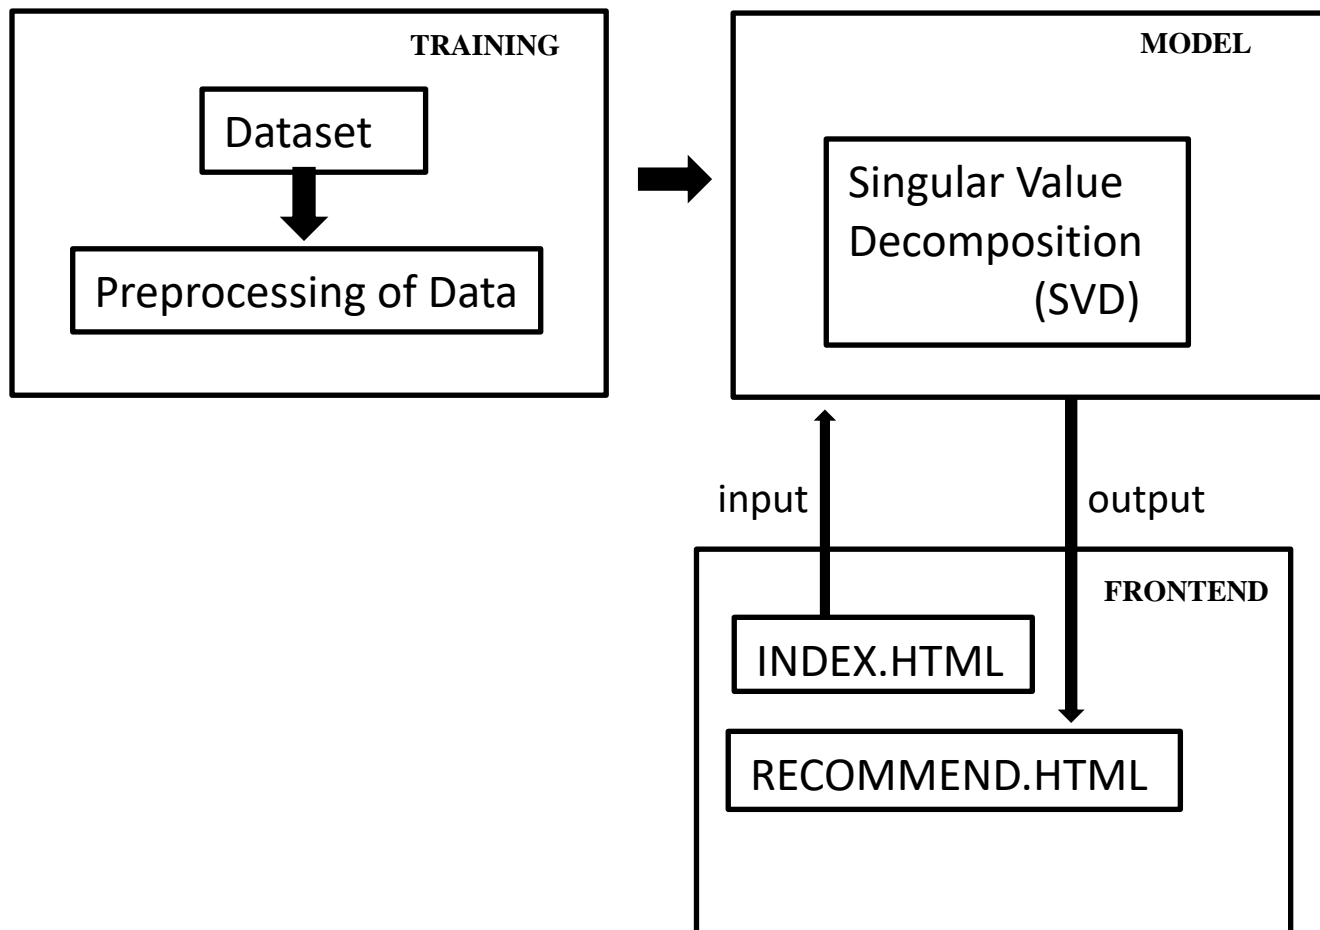 TRAINING
Dataset
Preprocessing of Data
MODEL
Singular Value
Decomposition
(SVD)
input
output
FRONTEND
INDEX.HTML
RECOMMEND.HTML